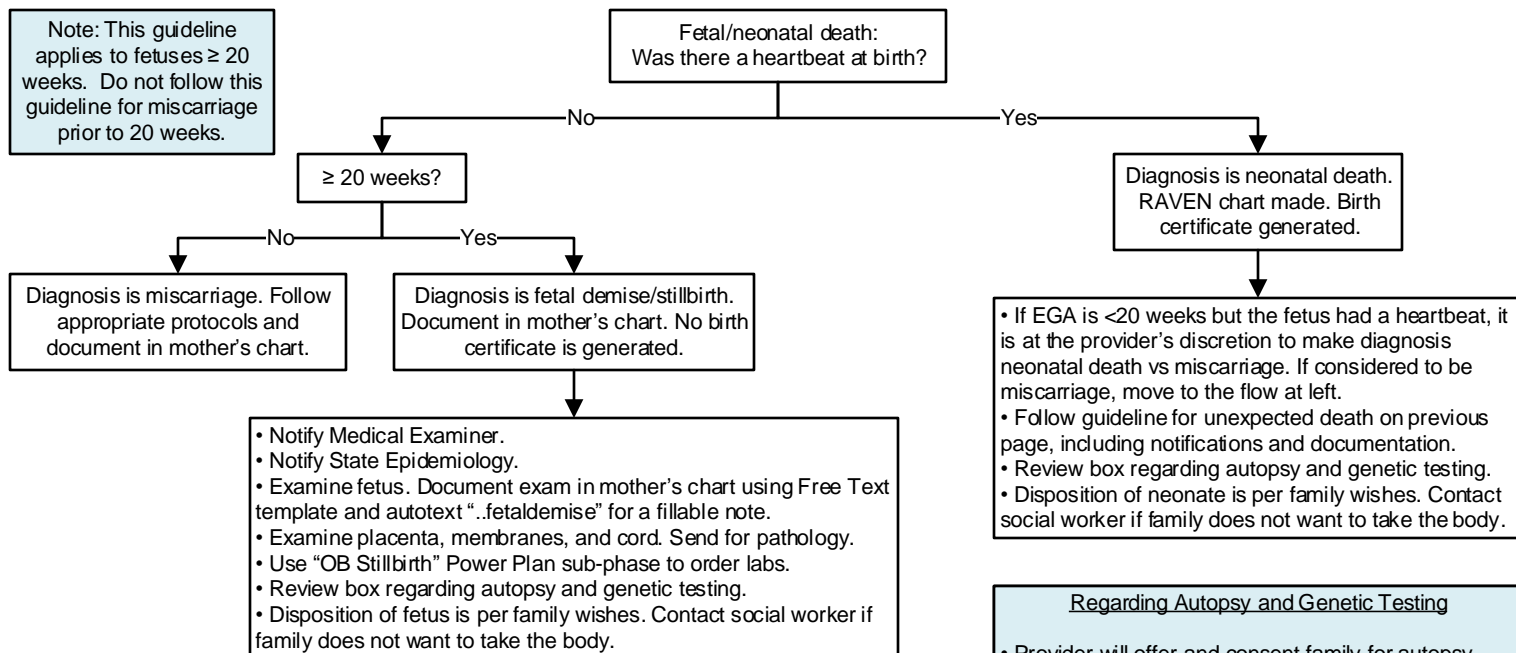 Note: This guideline
applies to fetuses ≥ 20
weeks.  Do not follow this
guideline for miscarriage
prior to 20 weeks.
Fetal/neonatal death:
Was there a heartbeat at birth?
No
Yes
≥ 20 weeks?
Diagnosis is neonatal death.
RAVEN chart made. Birth
certificate generated.
No
Yes
Diagnosis is miscarriage. Follow
appropriate protocols and
document in mother’s chart.
Diagnosis is fetal demise/stillbirth.
Document in mother’s chart. No birth
certificate is generated.
• If EGA is <20 weeks but the fetus had a heartbeat, it
is at the provider’s discretion to make diagnosis
neonatal death vs miscarriage. If considered to be
miscarriage, move to the flow at left.
• Follow guideline for unexpected death on previous
page, including notifications and documentation.
• Review box regarding autopsy and genetic testing.
• Disposition of neonate is per family wishes. Contact
social worker if family does not want to take the body.
• Notify Medical Examiner.
• Notify State Epidemiology.
• Examine fetus. Document exam in mother’s chart using Free Text
template and autotext “..fetaldemise” for a fillable note.
• Examine placenta, membranes, and cord. Send for pathology.
• Use “OB Stillbirth” Power Plan sub-phase to order labs.
• Review box regarding autopsy and genetic testing.
• Disposition of fetus is per family wishes. Contact social worker if
family does not want to take the body.
Regarding Autopsy and Genetic Testing
• Provider will offer and consent family for autopsy